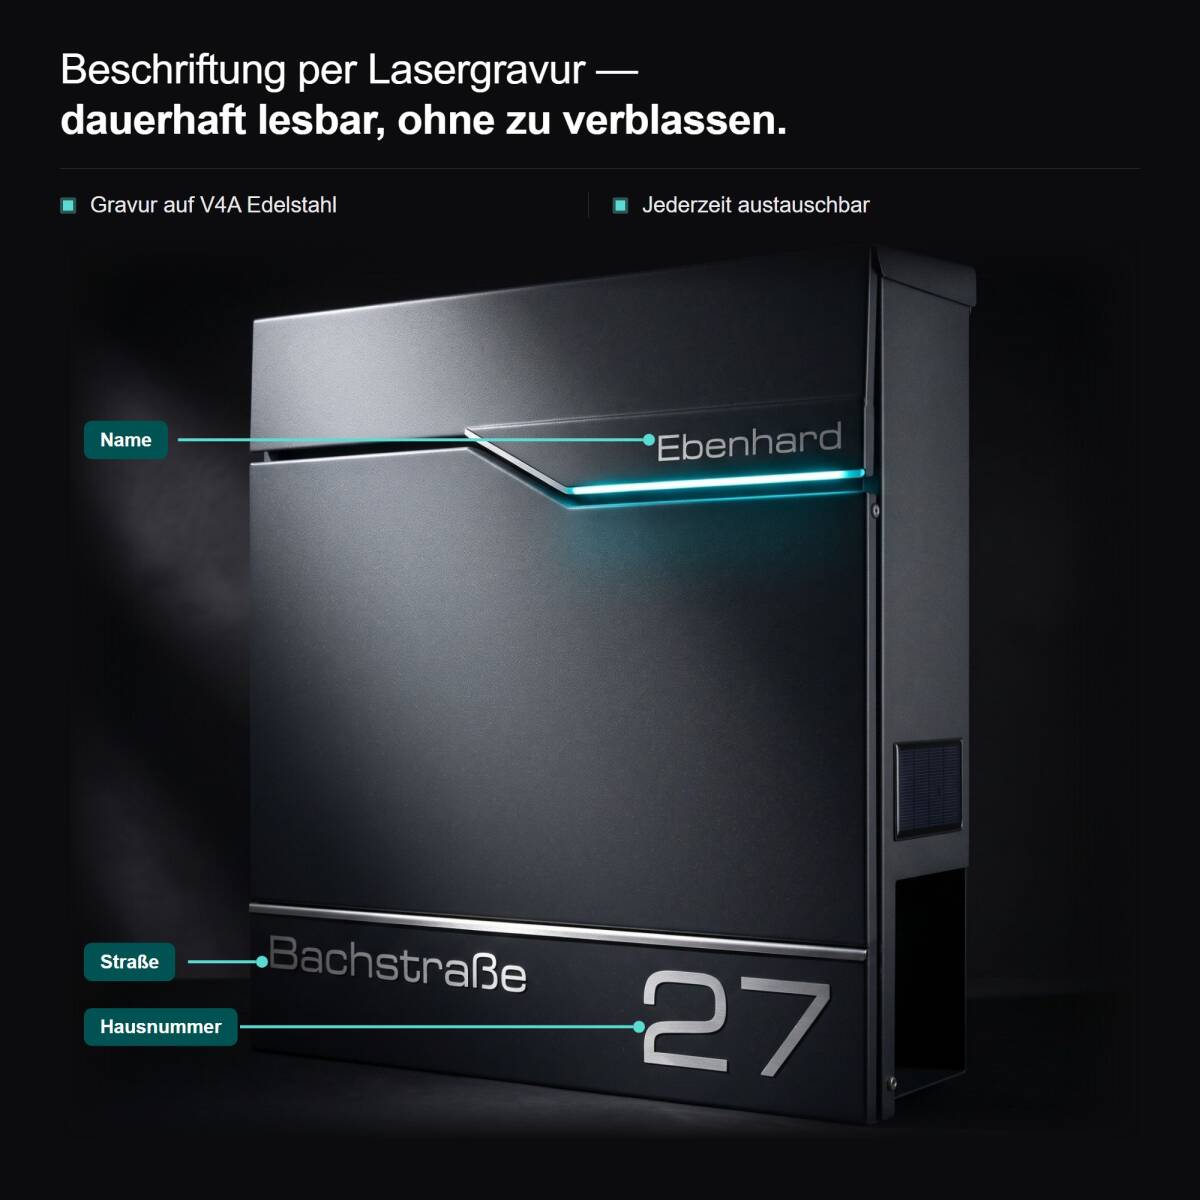 Beschriftung per Lasergravur —
dauerhaft lesbar, ohne zu verblassen.
Gravur auf V4A Edelstahl
Jederzeit austauschbar
Name
Ebenhard
Straße
Bachstraße
Hausnummer
27